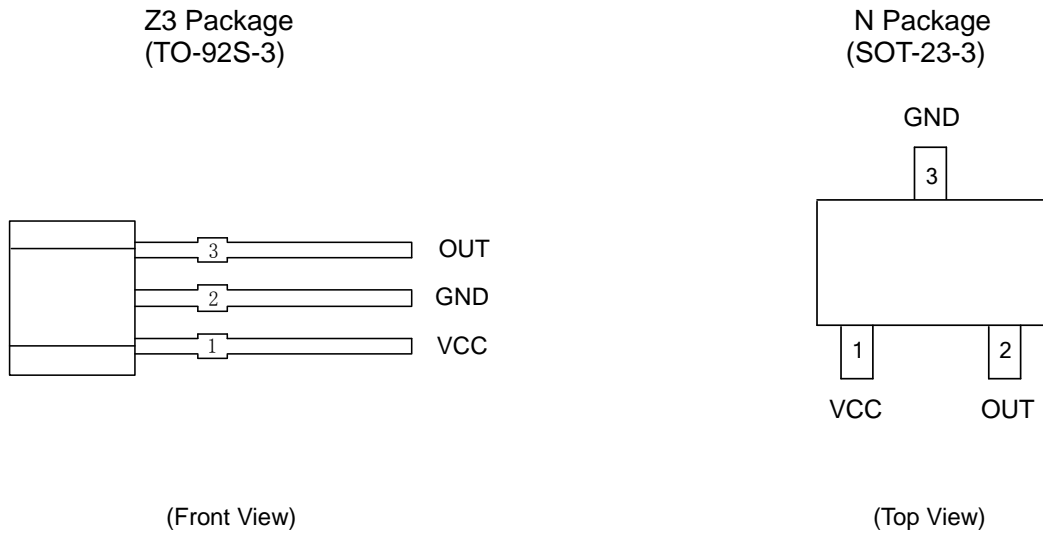 Z3 Package
(TO-92S-3)
3
OUT
2
GND
1
VCC
(Front View)
N Package
(SOT-23-3)
GND
3
1
2
VCC
OUT
(Top View)